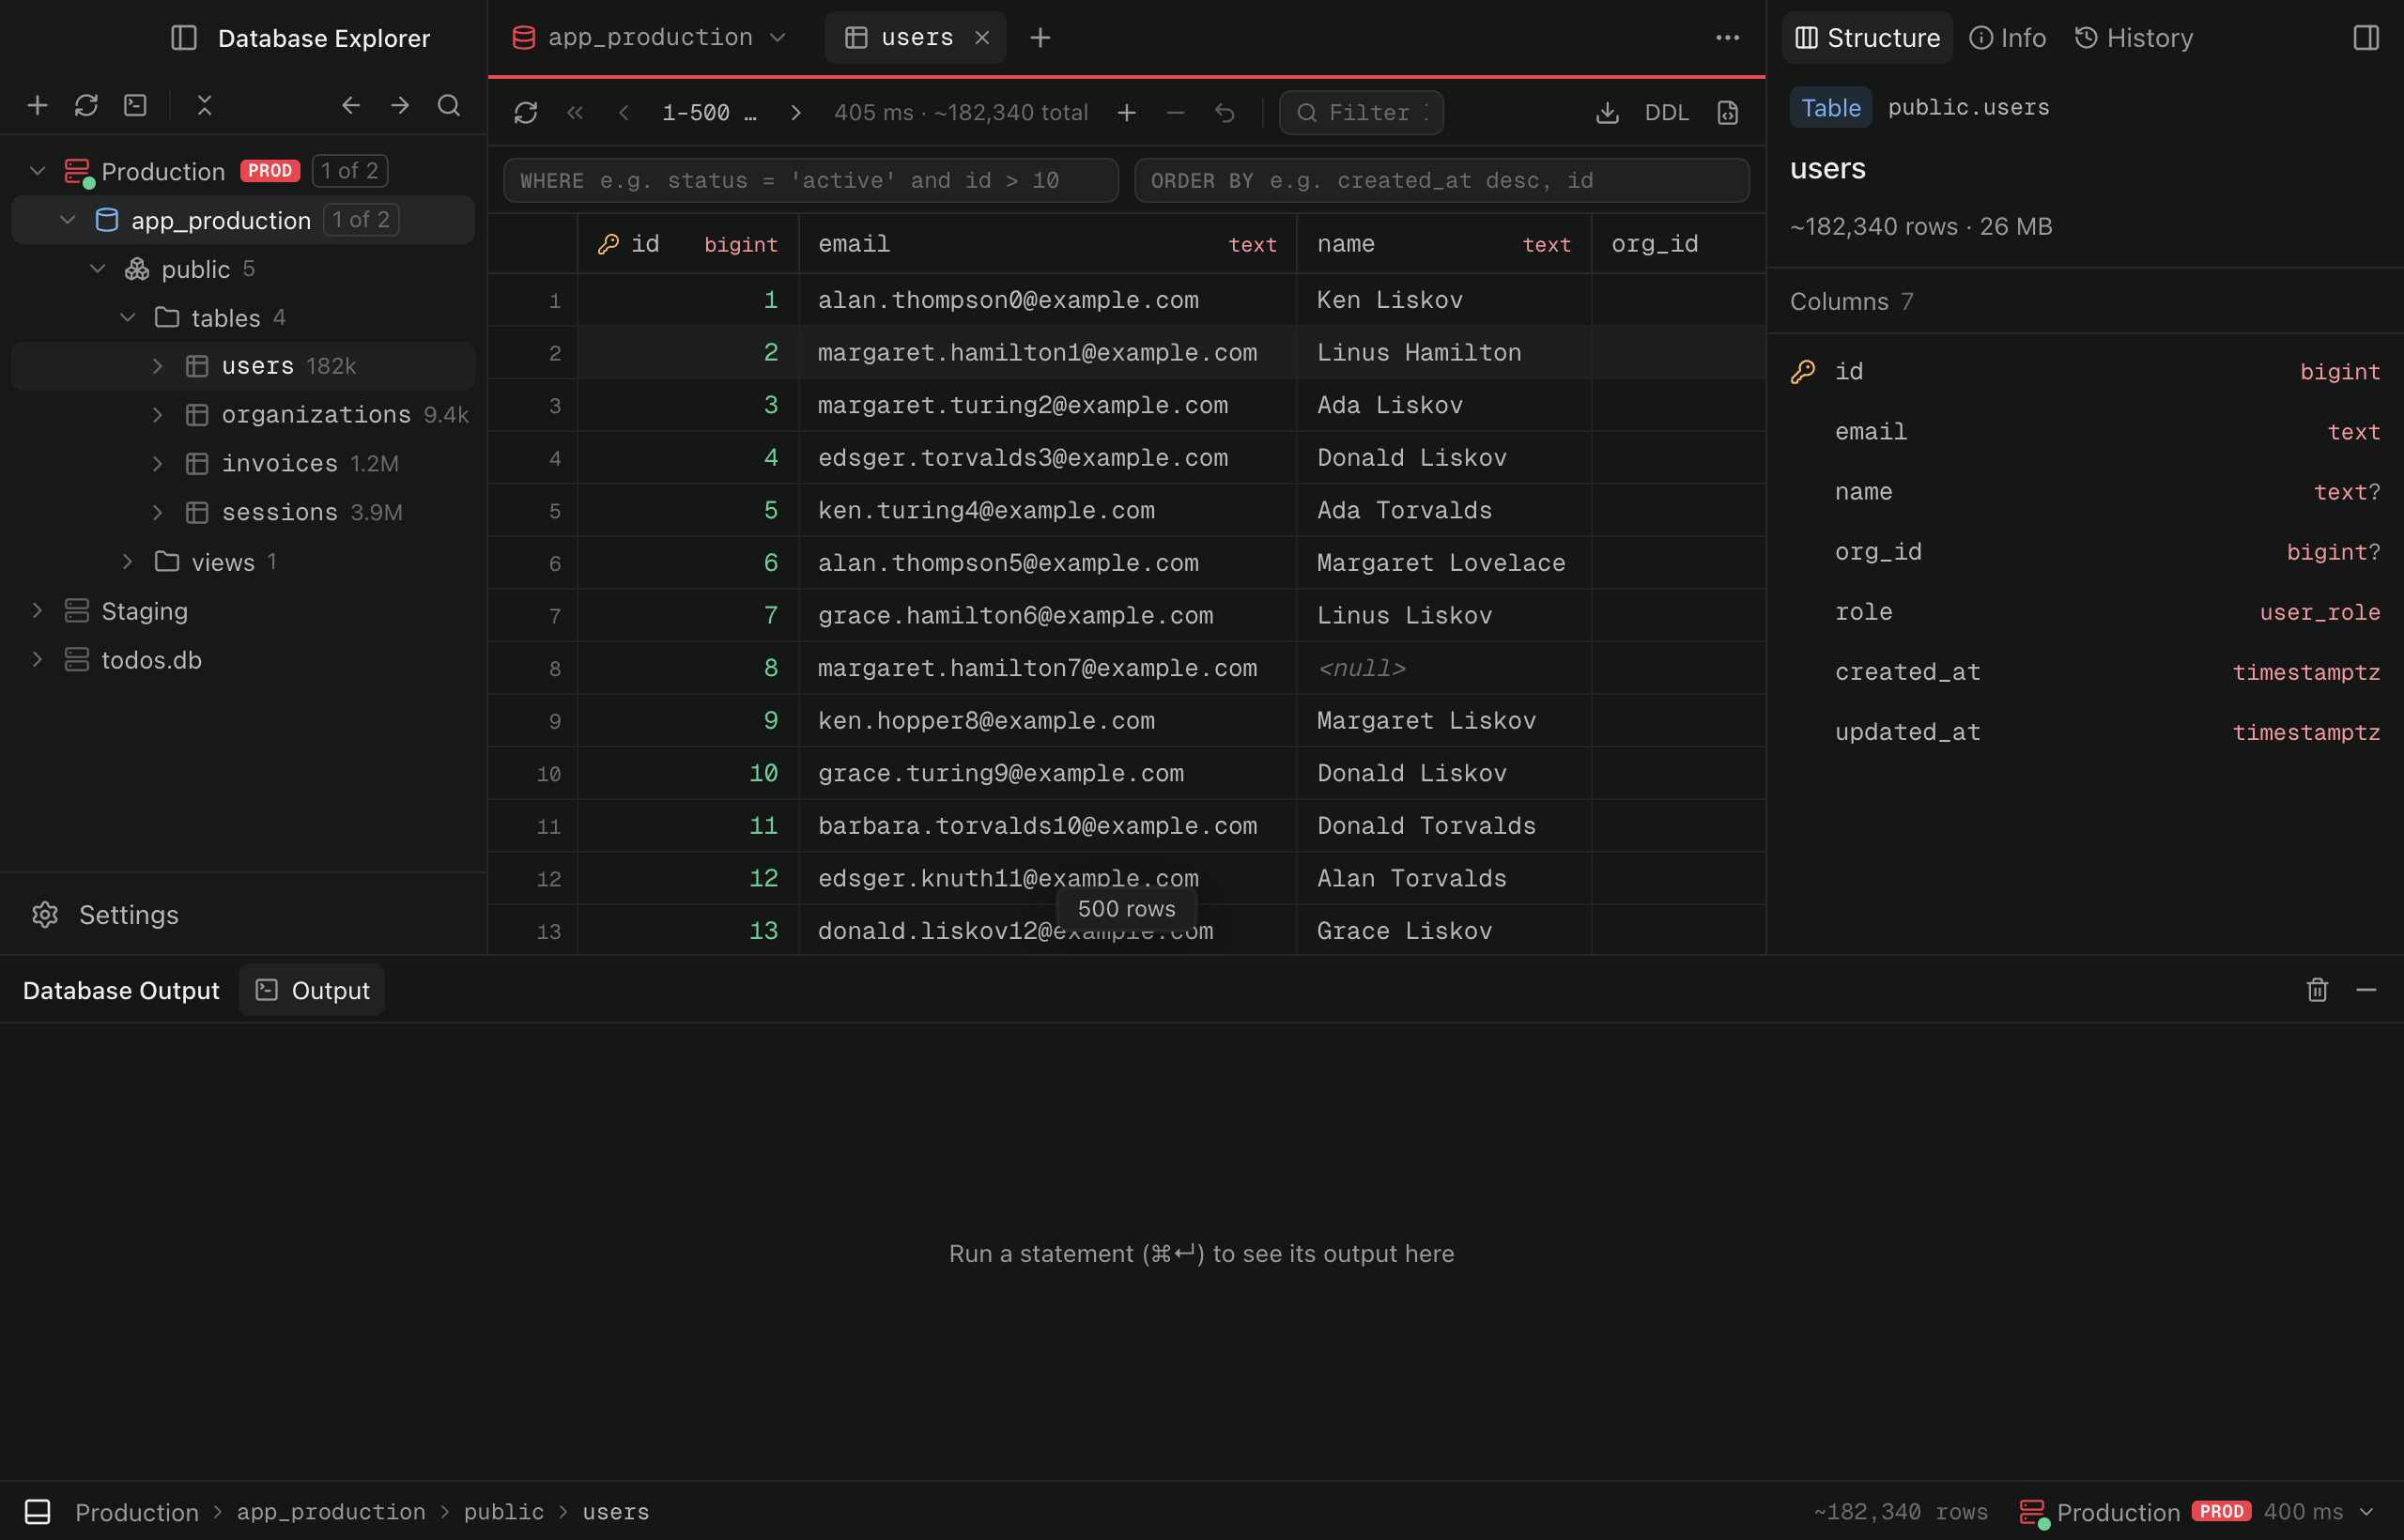 Database Explorer
Production PROD 1 of 2
app_production 1 of 2
public 5
tables 4
users 182k
organizations 9.4k
invoices 1.2M
sessions 3.9M
views 1
Staging
todos.db
Settings
app_production
users
1-500 …
405 ms · ~182,340 total
Filter
DDL
WHERE e.g. status = 'active' and id > 10
ORDER BY e.g. created_at desc, id
id bigint email text name text org_id
1 1 alan.thompson0@example.com Ken Liskov
2 2 margaret.hamilton1@example.com Linus Hamilton
3 3 margaret.turing2@example.com Ada Liskov
4 4 edsger.torvalds3@example.com Donald Liskov
5 5 ken.turing4@example.com Ada Torvalds
6 6 alan.thompson5@example.com Margaret Lovelace
7 7 grace.hamilton6@example.com Linus Liskov
8 8 margaret.hamilton7@example.com <null>
9 9 ken.hopper8@example.com Margaret Liskov
10 10 grace.turing9@example.com Donald Liskov
11 11 barbara.torvalds10@example.com Donald Torvalds
12 12 edsger.knuth11@example.com Alan Torvalds
13 13 donald.liskov12@example.com Grace Liskov
500 rows
Structure Info History
Table public.users
users
~182,340 rows · 26 MB
Columns 7
id bigint
email text
name text?
org_id bigint?
role user_role
created_at timestamptz
updated_at timestamptz
Database Output
Output
Run a statement (⌘↵) to see its output here
Production > app_production > public > users
~182,340 rows
Production PROD 400 ms